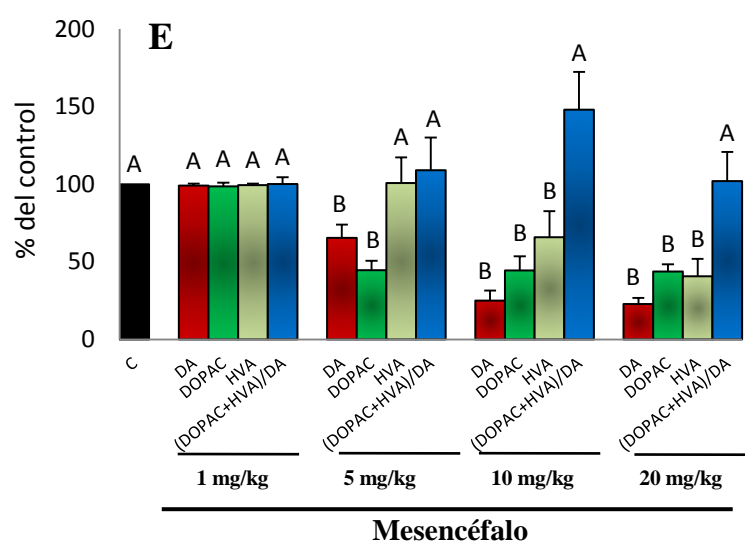 E
% del control
200
150
100
50
0
A
A A A A
B B A A
B B B A
B B B A
C
DA DOPAC HVA (DOPAC+HVA)/DA
DA DOPAC HVA (DOPAC+HVA)/DA
DA DOPAC HVA (DOPAC+HVA)/DA
DA DOPAC HVA (DOPAC+HVA)/DA
1 mg/kg 5 mg/kg 10 mg/kg 20 mg/kg
Mesencéfalo